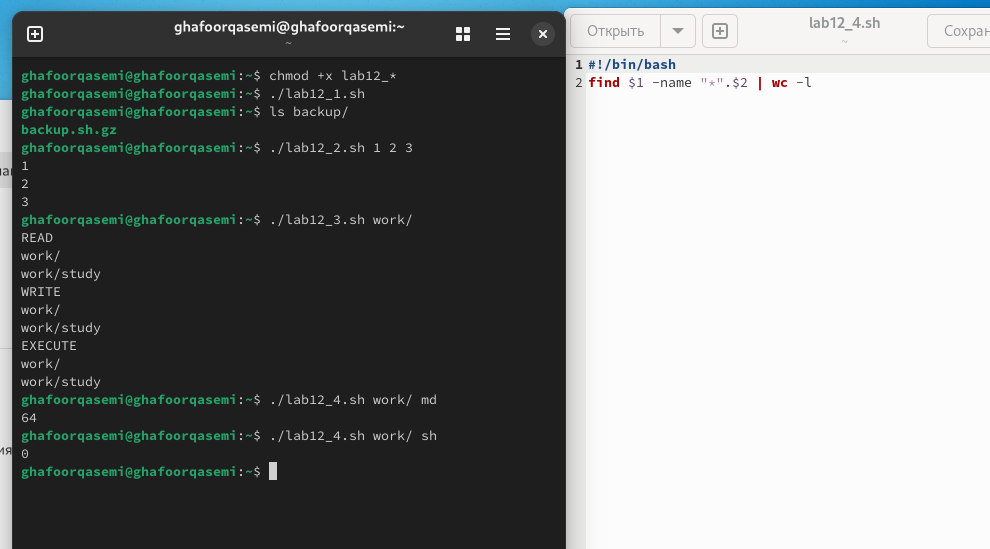 ghafoorqasemi@ghafoorqasemi:~
~
ghafoorqasemi@ghafoorqasemi:~$ chmod +x lab12_*
ghafoorqasemi@ghafoorqasemi:~$ ./lab12_1.sh
ghafoorqasemi@ghafoorqasemi:~$ ls backup/
backup.sh.gz
ghafoorqasemi@ghafoorqasemi:~$ ./lab12_2.sh 1 2 3
1
2
3
ghafoorqasemi@ghafoorqasemi:~$ ./lab12_3.sh work/
READ
work/
work/study
WRITE
work/
work/study
EXECUTE
work/
work/study
ghafoorqasemi@ghafoorqasemi:~$ ./lab12_4.sh work/ md
64
ghafoorqasemi@ghafoorqasemi:~$ ./lab12_4.sh work/ sh
0
ghafoorqasemi@ghafoorqasemi:~$
Открыть
lab12_4.sh
~
Сохран
1 #!/bin/bash
2 find $1 -name "*".$2 | wc -l